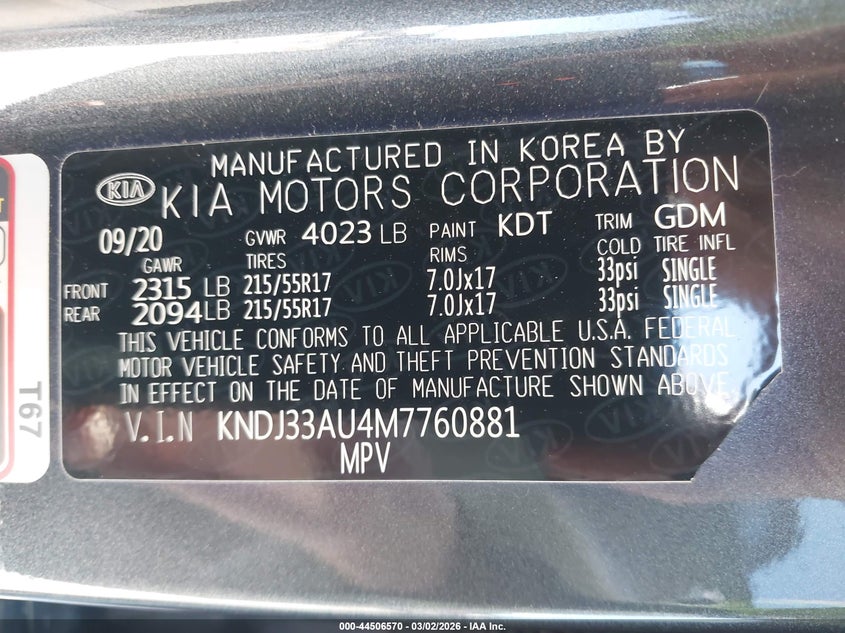 MANUFACTURED IN KOREA BY
KIA KIA MOTORS CORPORATION
09/20 GVWR 4023 LB PAINT KDT TRIM GDM
GAWR TIRES RIMS COLD TIRE INFL
FRONT 2315 LB 215/55R17 7.0Jx17 33psi SINGLE
REAR 2094LB 215/55R17 7.0Jx17 33psi SINGLE
THIS VEHICLE CONFORMS TO ALL APPLICABLE U.S.A. FEDERAL
MOTOR VEHICLE SAFETY AND THEFT PREVENTION STANDARDS
IN EFFECT ON THE DATE OF MANUFACTURE SHOWN ABOVE.
V.I.N KNDJ33AU4M7760881
MPV
T67
000-44506570 - 03/02/2026 - IAA Inc.